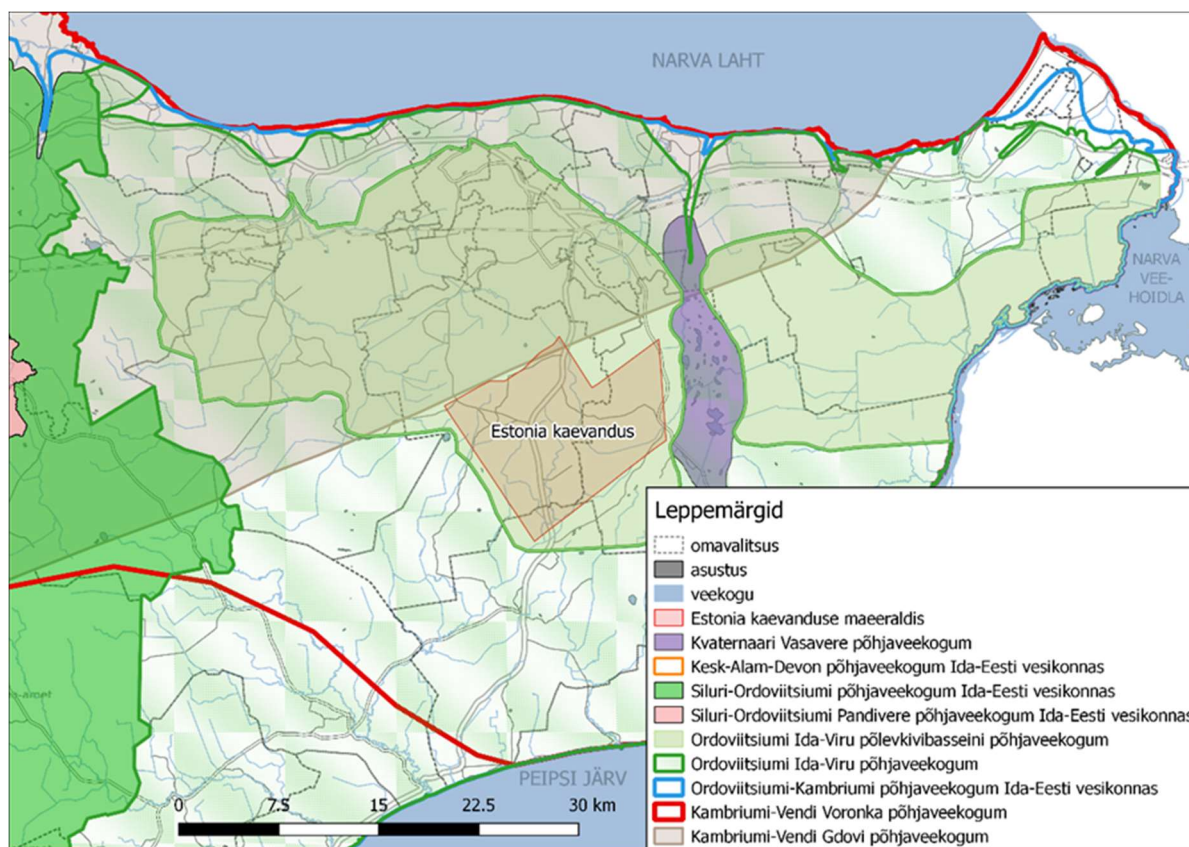 NARVA LAHT
NARVA
VEE-
HOIDLA
Estonia kaevandus
PEIPSI JÄRV
0 7.5 15 22.5 30 km
Leppemärgid
omavalitsus
asustus
veekogu
Estonia kaevanduse maeeraldis
Kvaternaari Vasavere põhjaveekogum
Kesk-Alam-Devon põhjaveekogum Ida-Eesti vesikonnas
Siluri-Ordoviitsiumi põhjaveekogum Ida-Eesti vesikonnas
Siluri-Ordoviitsiumi Pandivere põhjaveekogum Ida-Eesti vesikonnas
Ordoviitsiumi Ida-Viru põlevkivibasseini põhjaveekogum
Ordoviitsiumi Ida-Viru põhjaveekogum
Ordoviitsiumi-Kambriumi põhjaveekogum Ida-Eesti vesikonnas
Kambriumi-Vendi Voronka põhjaveekogum
Kambriumi-Vendi Gdovi põhjaveekogum